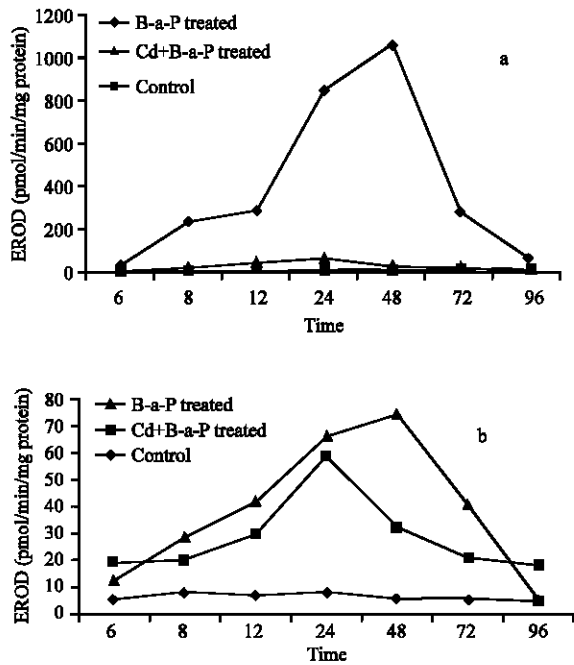 B-a-P treated
Cd+B-a-P treated
Control
a
EROD (pmol/min/mg protein)
1200
1000
800
600
400
200
0
6 8 12 24 48 72 96
Time
B-a-P treated
Cd+B-a-P treated
Control
b
EROD (pmol/min/mg protein)
80
70
60
50
40
30
20
10
0
6 8 12 24 48 72 96
Time